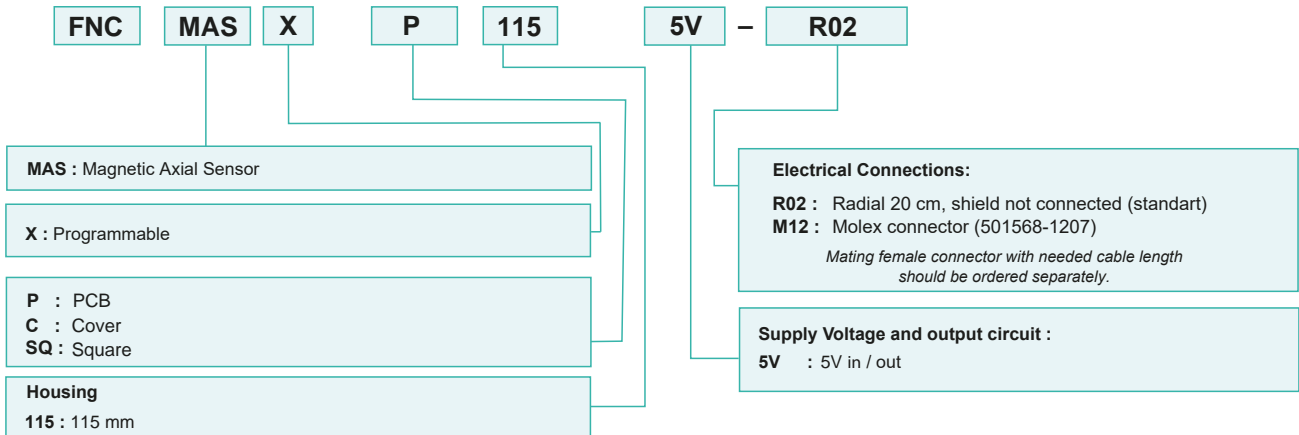 FNC MAS X P 115 5V – R02
MAS : Magnetic Axial Sensor
X : Programmable
P : PCB
C : Cover
SQ : Square
Housing
115 : 115 mm
Electrical Connections:
R02 : Radial 20 cm, shield not connected (standart)
M12 : Molex connector (501568-1207)
Mating female connector with needed cable length
should be ordered separately.
Supply Voltage and output circuit :
5V : 5V in / out